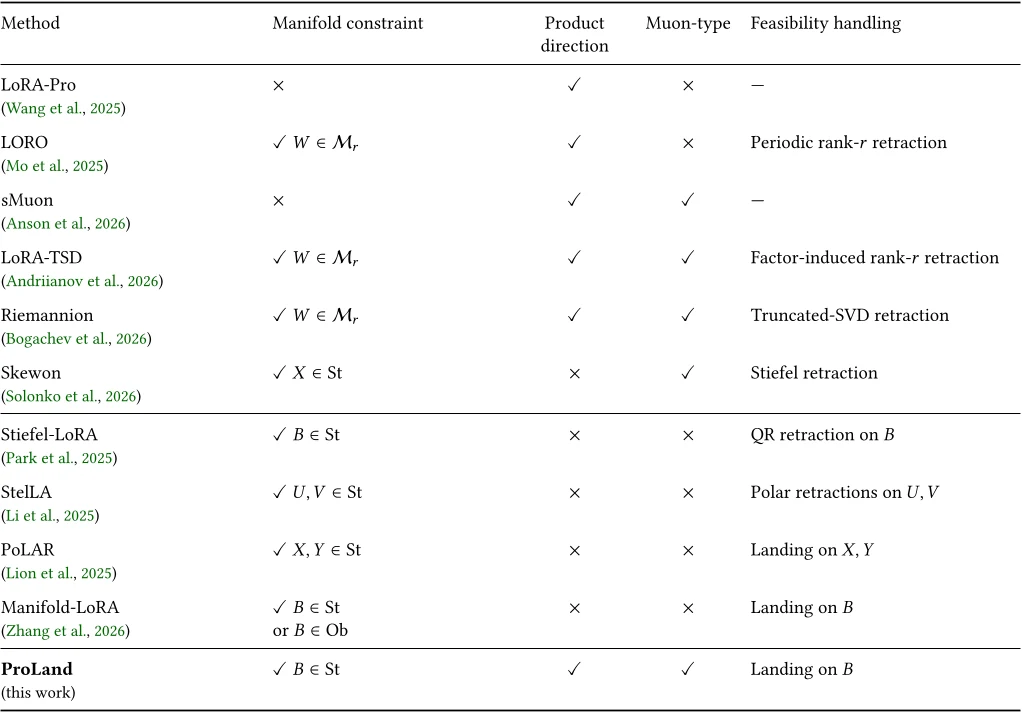 Method Manifold constraint Product direction Muon-type Feasibility handling
LoRA-Pro × ✓ × —
(Wang et al., 2025)
LORO ✓ W ∈ ℳr ✓ × Periodic rank-r retraction
(Mo et al., 2025)
sMuon × ✓ ✓ —
(Anson et al., 2026)
LoRA-TSD ✓ W ∈ ℳr ✓ ✓ Factor-induced rank-r retraction
(Andriianov et al., 2026)
Riemannion ✓ W ∈ ℳr ✓ ✓ Truncated-SVD retraction
(Bogachev et al., 2026)
Skewon ✓ X ∈ St × ✓ Stiefel retraction
(Solonko et al., 2026)
Stiefel-LoRA ✓ B ∈ St × × QR retraction on B
(Park et al., 2025)
StelLA ✓ U, V ∈ St × × Polar retractions on U, V
(Li et al., 2025)
PoLAR ✓ X, Y ∈ St × × Landing on X, Y
(Lion et al., 2025)
Manifold-LoRA ✓ B ∈ St × × Landing on B
(Zhang et al., 2026) or B ∈ Ob
ProLand ✓ B ∈ St ✓ ✓ Landing on B
(this work)